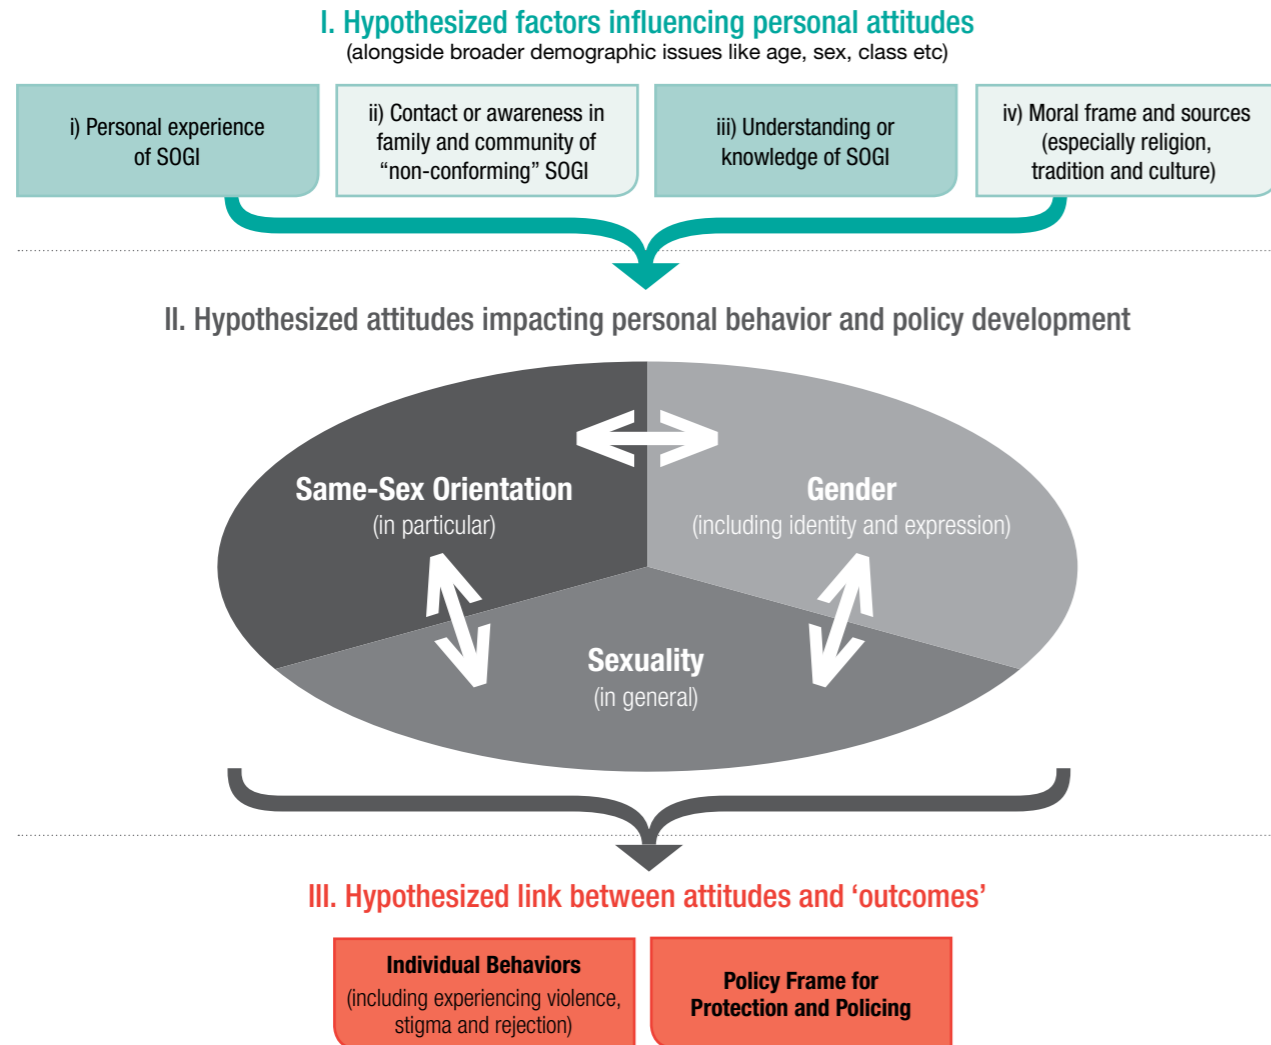 I. Hypothesized factors influencing personal attitudes
(alongside broader demographic issues like age, sex, class etc)
i) Personal experience
of SOGI
ii) Contact or awareness in
family and community of
“non-conforming” SOGI
iii) Understanding or
knowledge of SOGI
iv) Moral frame and sources
(especially religion,
tradition and culture)
II. Hypothesized attitudes impacting personal behavior and policy development
Same-Sex Orientation
(in particular)
Gender
(including identity and expression)
Sexuality
(in general)
III. Hypothesized link between attitudes and ‘outcomes’
Individual Behaviors
(including experiencing violence,
stigma and rejection)
Policy Frame for
Protection and Policing